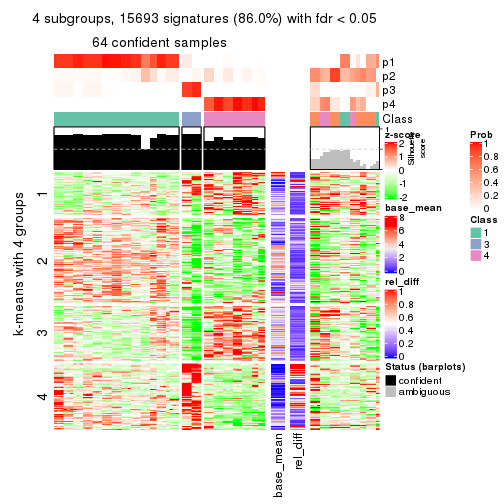 4 subgroups, 15693 signatures (86.0%) with fdr < 0.05
64 confident samples
p1
p2
p3
p4
Class
1
0
Silhouette score
k-means with 4 groups
1
2
3
4
base_mean
rel_diff
z-score
2
1
0
-1
-2
base_mean
8
6
4
2
0
rel_diff
1
0.8
0.6
0.4
0.2
0
Status (barplots)
confident
ambiguous
Prob
1
0.8
0.6
0.4
0.2
0
Class
1
3
4